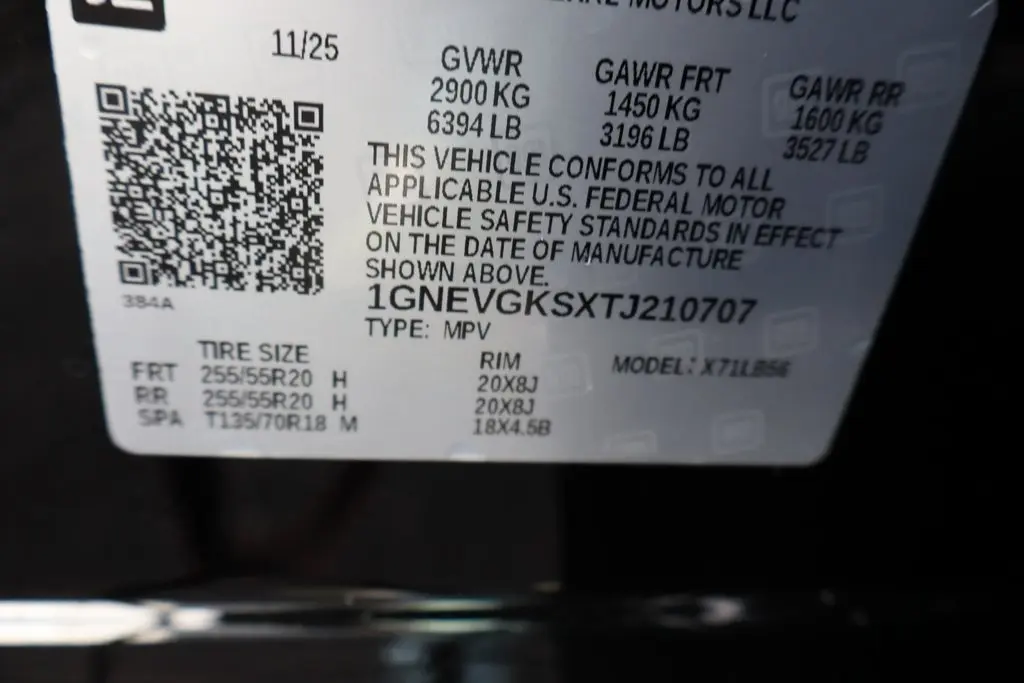 MOTORS LLC
11/25
GVWR
2900 KG
6394 LB
GAWR FRT
1450 KG
3196 LB
GAWR RR
1600 KG
3527 LB
THIS VEHICLE CONFORMS TO ALL
APPLICABLE U.S. FEDERAL MOTOR
VEHICLE SAFETY STANDARDS IN EFFECT
ON THE DATE OF MANUFACTURE
SHOWN ABOVE.
384A
1GNEVGKSXTJ210707
TYPE: MPV
TIRE SIZE RIM MODEL: X71LB56
FRT 255/55R20 H 20X8J
RR 255/55R20 H 20X8J
SPA T135/70R18 M 18X4.5B